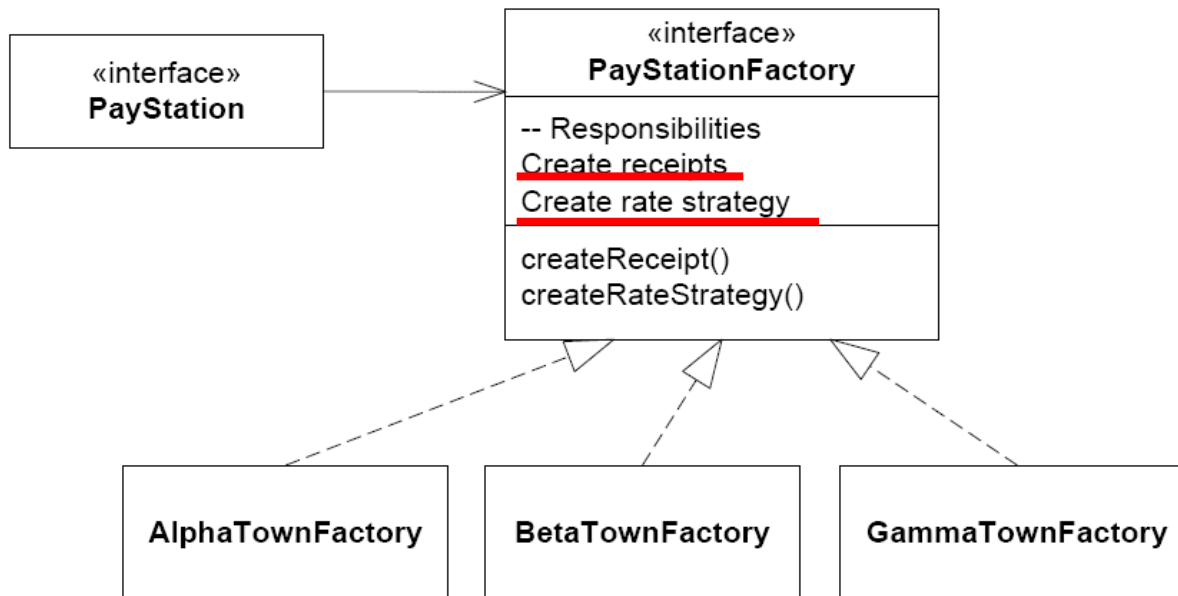 «interface»
PayStation
«interface»
PayStationFactory
-- Responsibilities
Create receipts
Create rate strategy
createReceipt()
createRateStrategy()
AlphaTownFactory
BetaTownFactory
GammaTownFactory